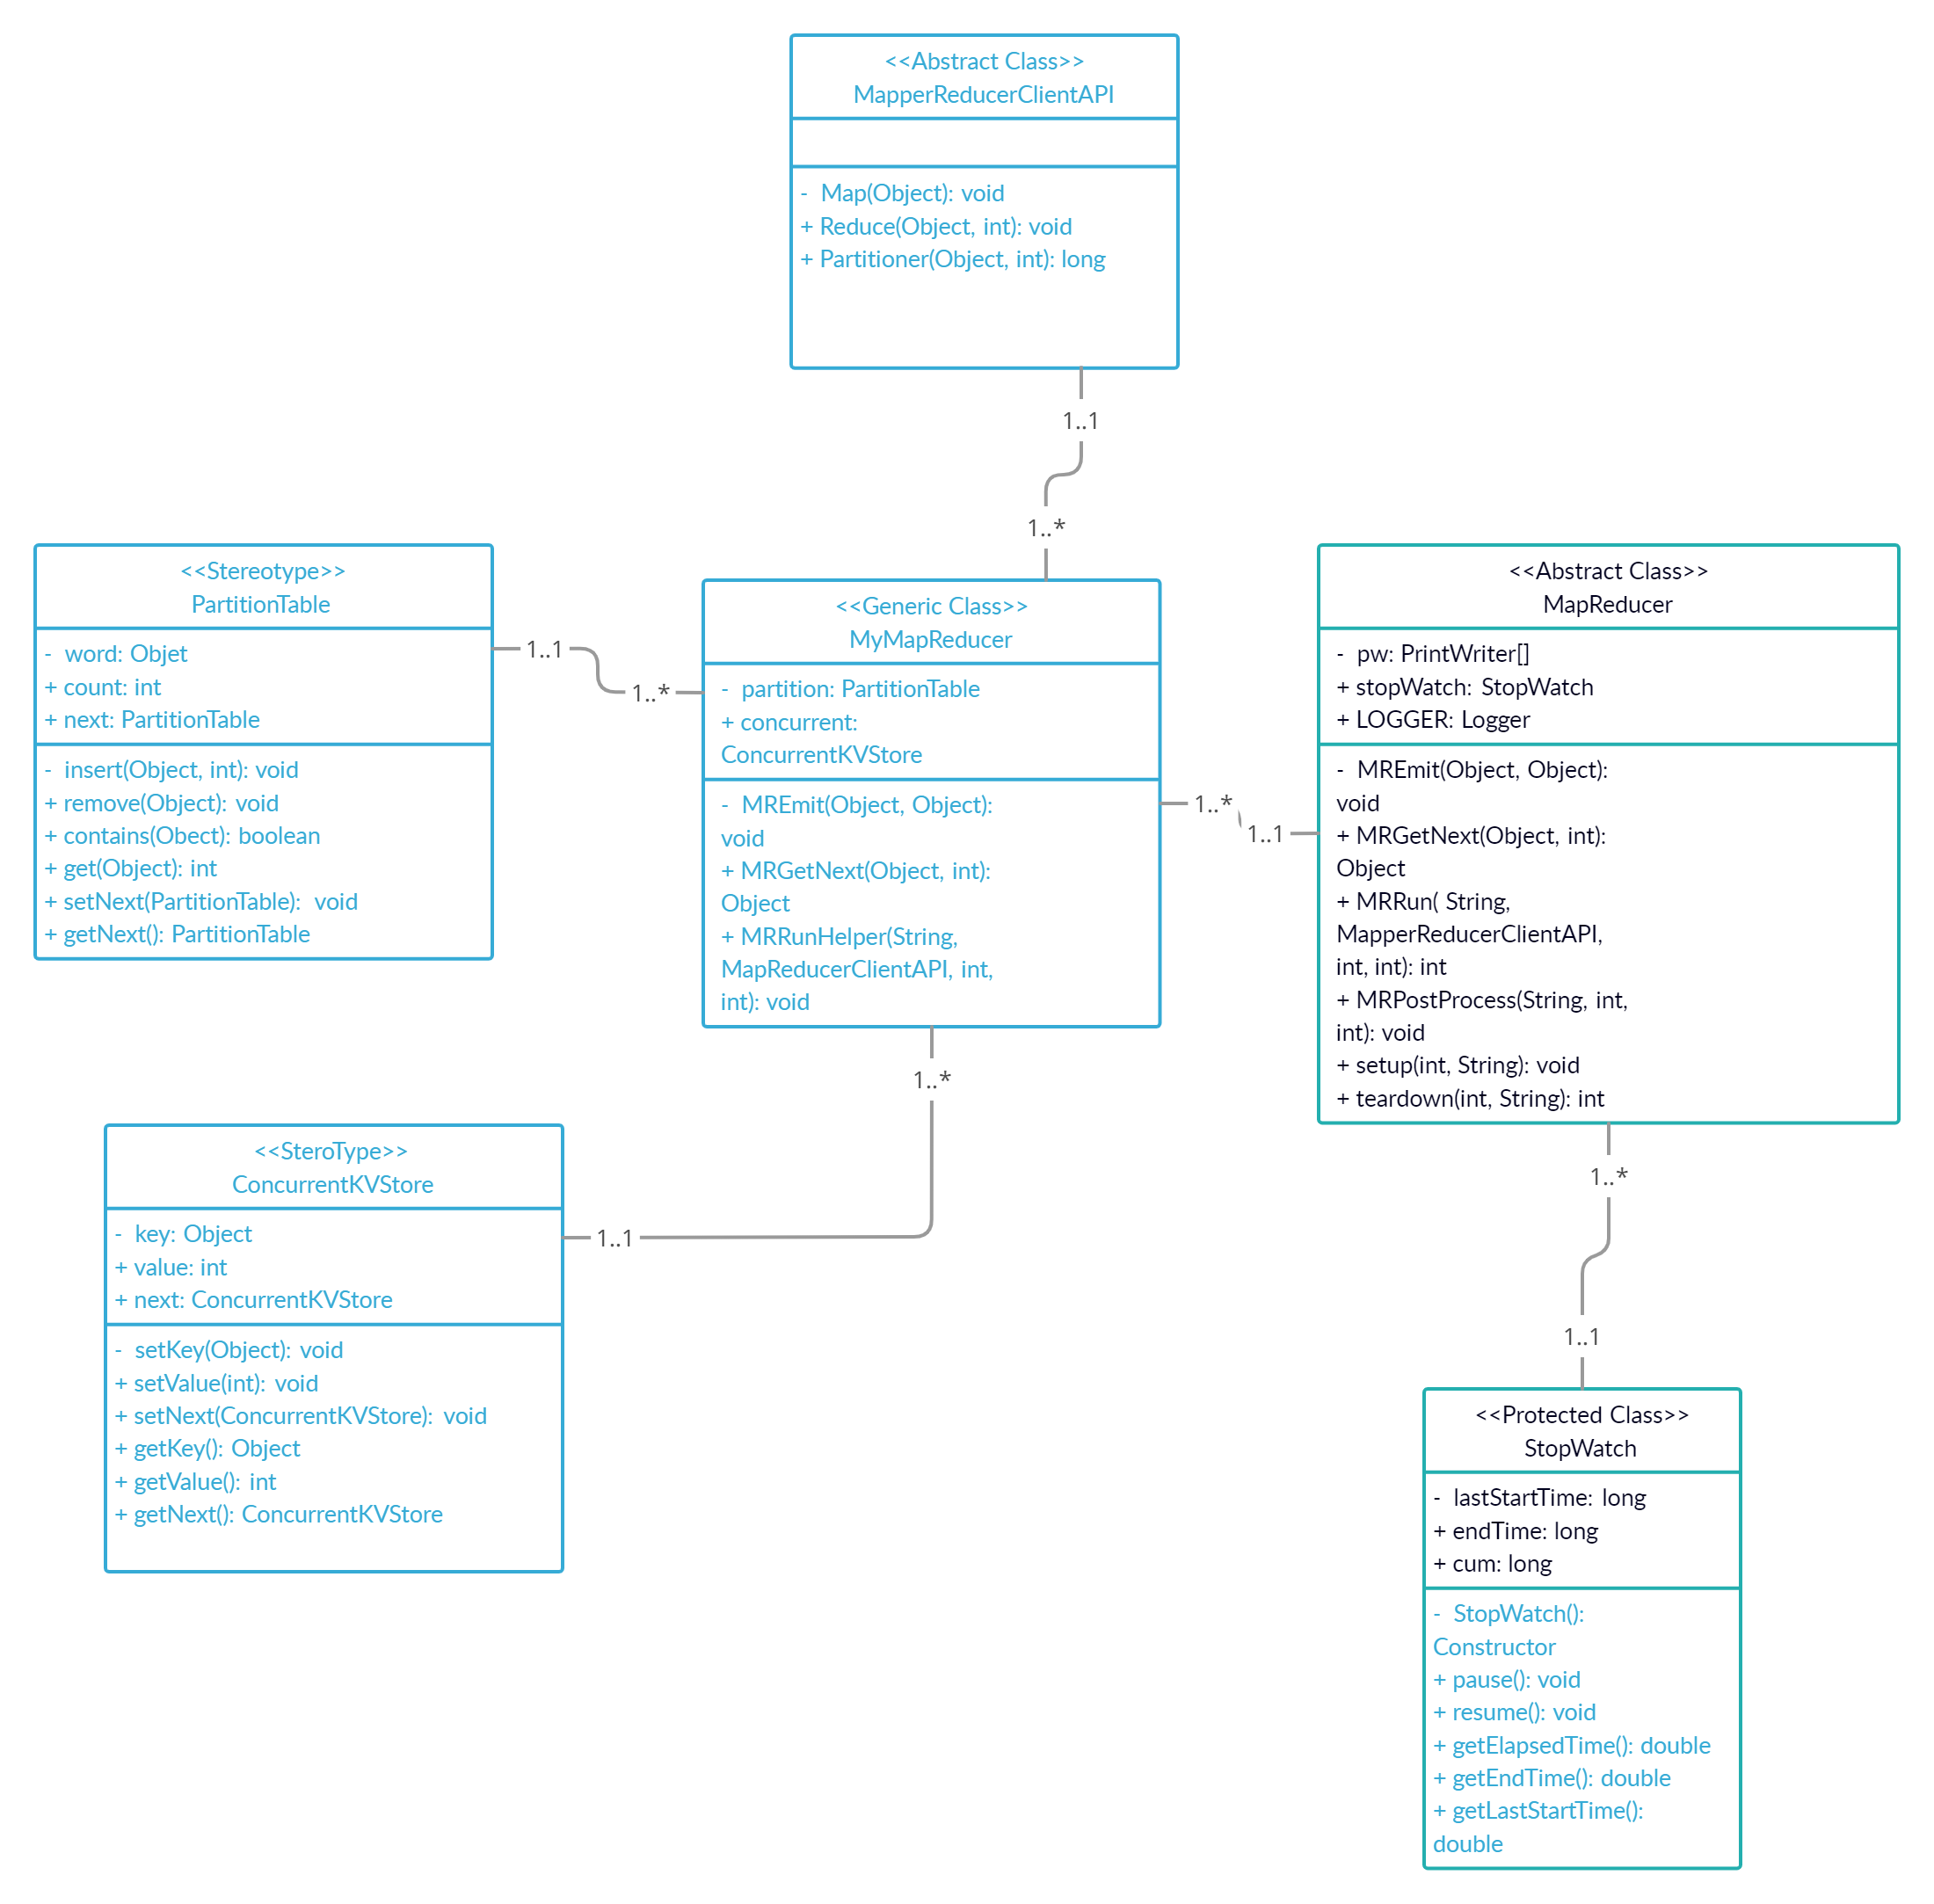 <<Abstract Class>>
MapperReducerClientAPI
- Map(Object): void
+ Reduce(Object, int): void
+ Partitioner(Object, int): long
1..1
1..*
<<Stereotype>>
PartitionTable
- word: Objet
+ count: int
+ next: PartitionTable
- insert(Object, int): void
+ remove(Object): void
+ contains(Obect): boolean
+ get(Object): int
+ setNext(PartitionTable): void
+ getNext(): PartitionTable
1..1
1..*
<<Generic Class>>
MyMapReducer
- partition: PartitionTable
+ concurrent:
ConcurrentKVStore
- MREmit(Object, Object):
void
+ MRGetNext(Object, int):
Object
+ MRRunHelper(String,
MapReducerClientAPI, int,
int): void
1..*
1..1
<<Abstract Class>>
MapReducer
- pw: PrintWriter[]
+ stopWatch: StopWatch
+ LOGGER: Logger
- MREmit(Object, Object):
void
+ MRGetNext(Object, int):
Object
+ MRRun( String,
MapperReducerClientAPI,
int, int): int
+ MRPostProcess(String, int,
int): void
+ setup(int, String): void
+ teardown(int, String): int
1..*
1..1
<<SteroType>>
ConcurrentKVStore
- key: Object
+ value: int
+ next: ConcurrentKVStore
- setKey(Object): void
+ setValue(int): void
+ setNext(ConcurrentKVStore): void
+ getKey(): Object
+ getValue(): int
+ getNext(): ConcurrentKVStore
1..*
1..1
<<Protected Class>>
StopWatch
- lastStartTime: long
+ endTime: long
+ cum: long
- StopWatch():
Constructor
+ pause(): void
+ resume(): void
+ getElapsedTime(): double
+ getEndTime(): double
+ getLastStartTime():
double